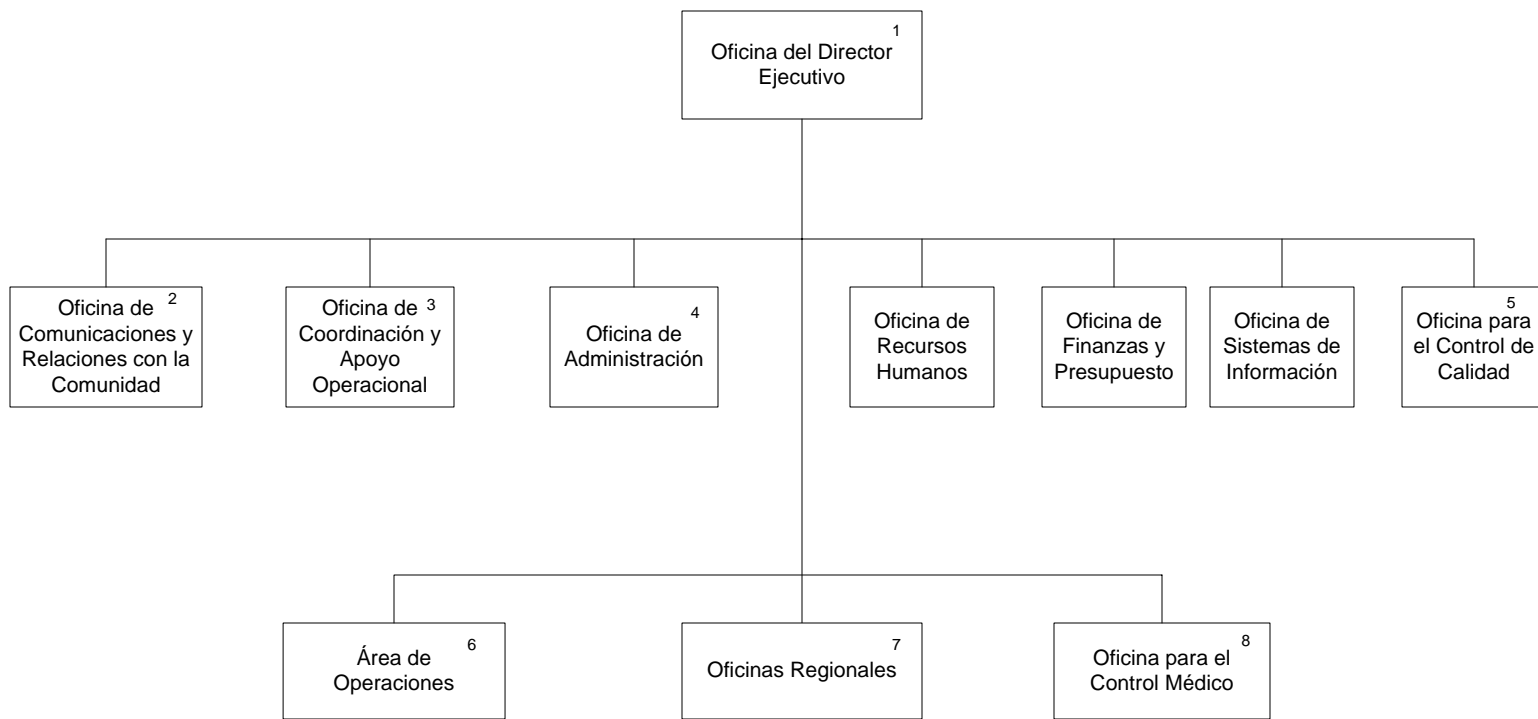 1
Oficina del Director
Ejecutivo
Oficina de 2
Comunicaciones y
Relaciones con la
Comunidad
Oficina de 3
Coordinación y
Apoyo
Operacional
4
Oficina de
Administración
Oficina de
Recursos
Humanos
Oficina de
Finanzas y
Presupuesto
Oficina de
Sistemas de
Información
5
Oficina para
el Control de
Calidad
6
Área de
Operaciones
7
Oficinas Regionales
8
Oficina para el
Control Médico